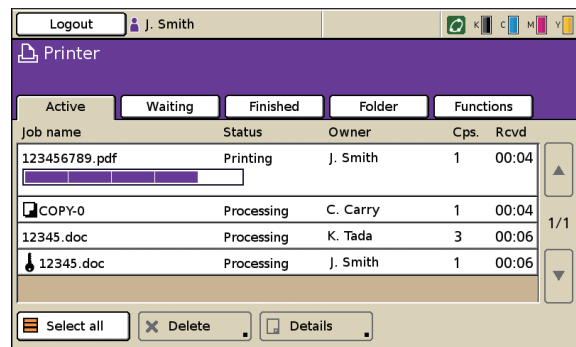 Logout J. Smith K C M Y
Printer
Active Waiting Finished Folder Functions
Job name Status Owner Cps. Rcvd
123456789.pdf Printing J. Smith 1 00:04
COPY-0 Processing C. Carry 1 00:04
1/1
12345.doc Processing K. Tada 3 00:06
12345.doc Processing J. Smith 1 00:06
Select all Delete Details